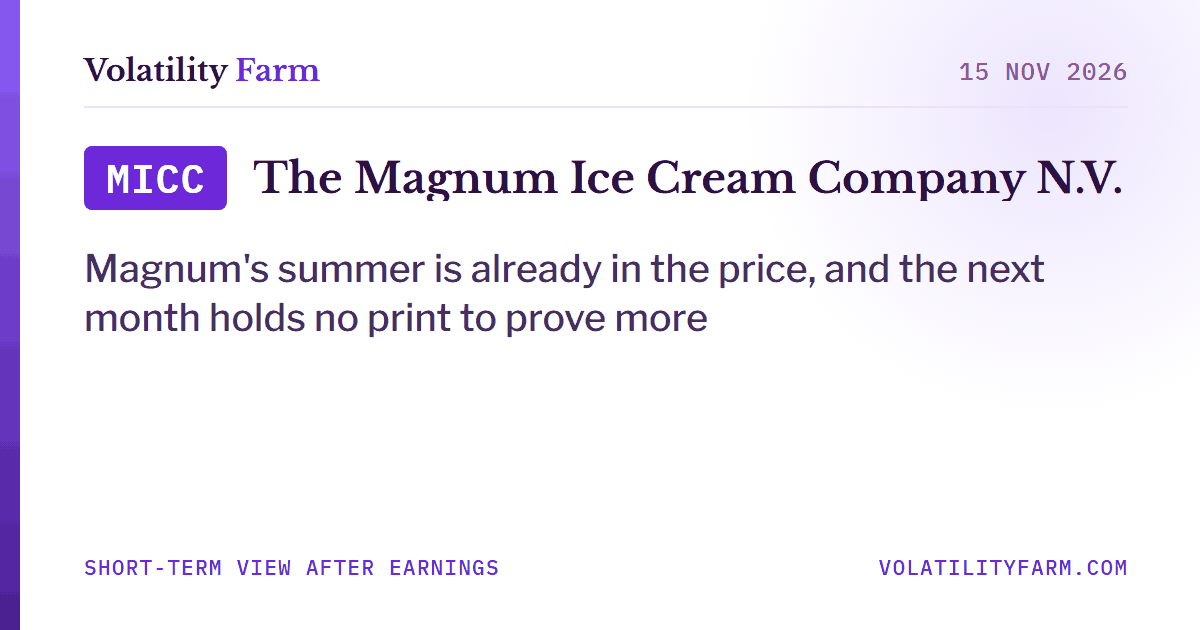 Volatility Farm
15 NOV 2026
MICC
The Magnum Ice Cream Company N.V.
Magnum's summer is already in the price, and the next
month holds no print to prove more
SHORT-TERM VIEW AFTER EARNINGS
VOLATILITYFARM.COM